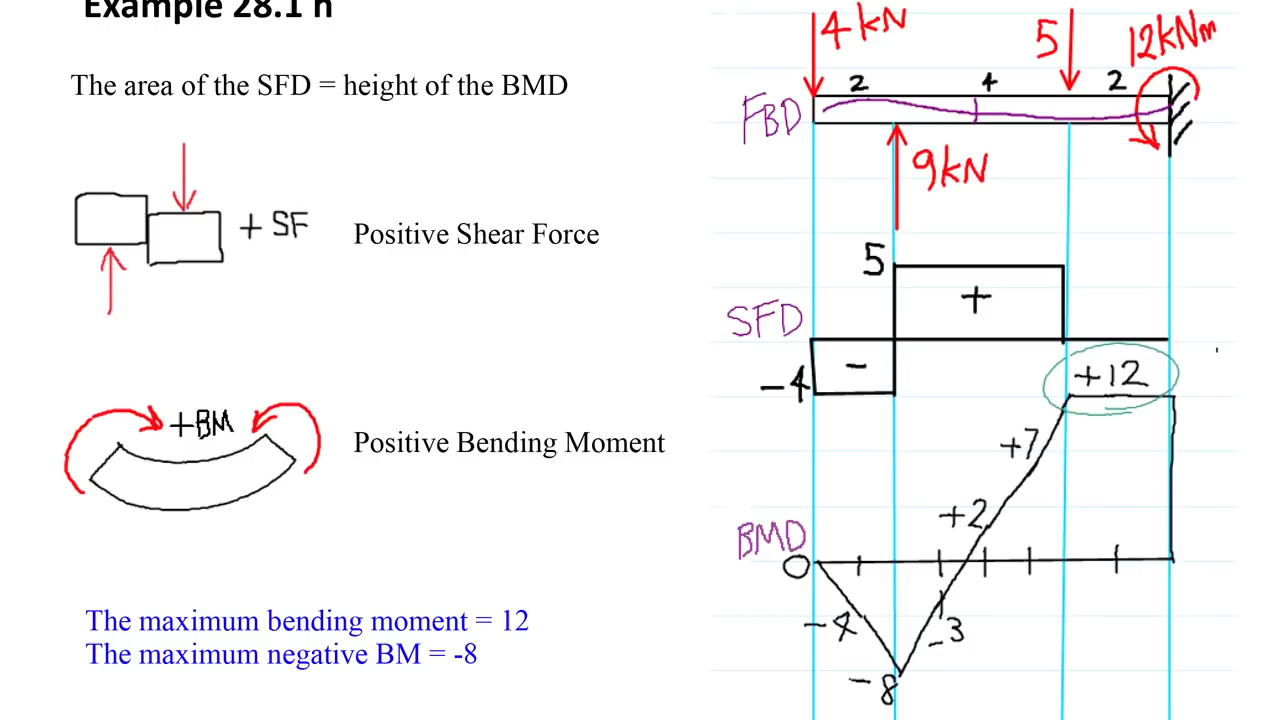 Example 28.1 h
The area of the SFD = height of the BMD
+ SF
Positive Shear Force
+BM
Positive Bending Moment
The maximum bending moment = 12
The maximum negative BM = -8
4 kN
5
12kNm
2
4
2
FBD
9kN
5
+
SFD
-4
-
+12
+7
+2
BMD
0
-4
-3
-8